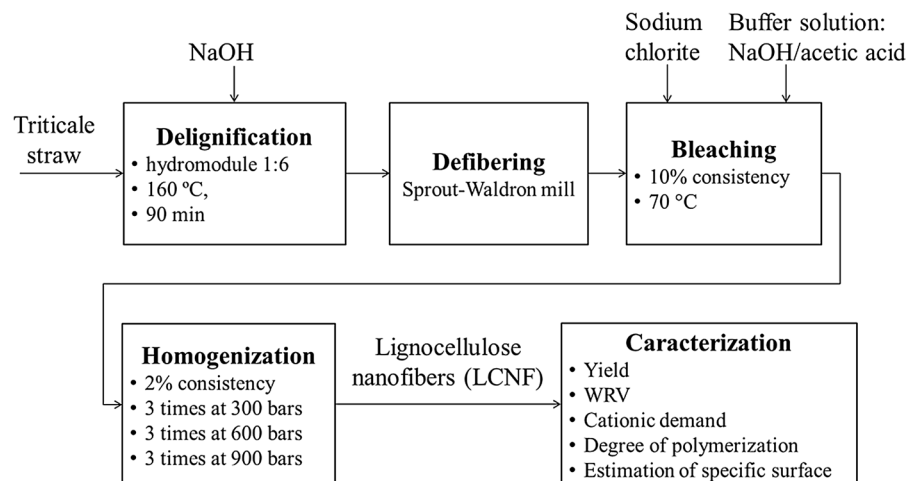 NaOH
Sodium
chlorite
Buffer solution:
NaOH/acetic acid
Triticale
straw
Delignification
• hydromodule 1:6
• 160 ºC,
• 90 min
Defibering
Sprout-Waldron mill
Bleaching
• 10% consistency
• 70 °C
Homogenization
• 2% consistency
• 3 times at 300 bars
• 3 times at 600 bars
• 3 times at 900 bars
Lignocellulose
nanofibers (LCNF)
Caracterization
• Yield
• WRV
• Cationic demand
• Degree of polymerization
• Estimation of specific surface